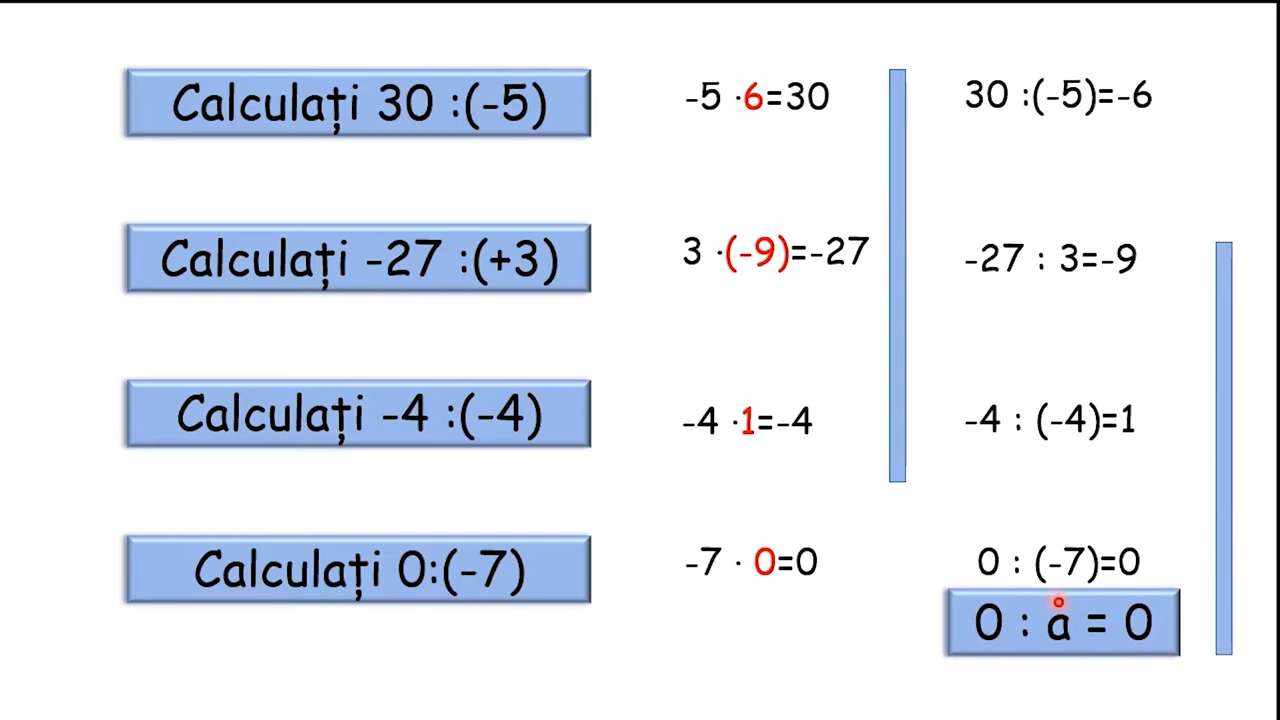 Calculați 30 :(-5)
-5 ·6=30
30 :(-5)=-6
Calculați -27 :(+3)
3 ·(-9)=-27
-27 : 3=-9
Calculați -4 :(-4)
-4 ·1=-4
-4 : (-4)=1
Calculați 0:(-7)
-7 · 0=0
0 : (-7)=0
0 : a = 0